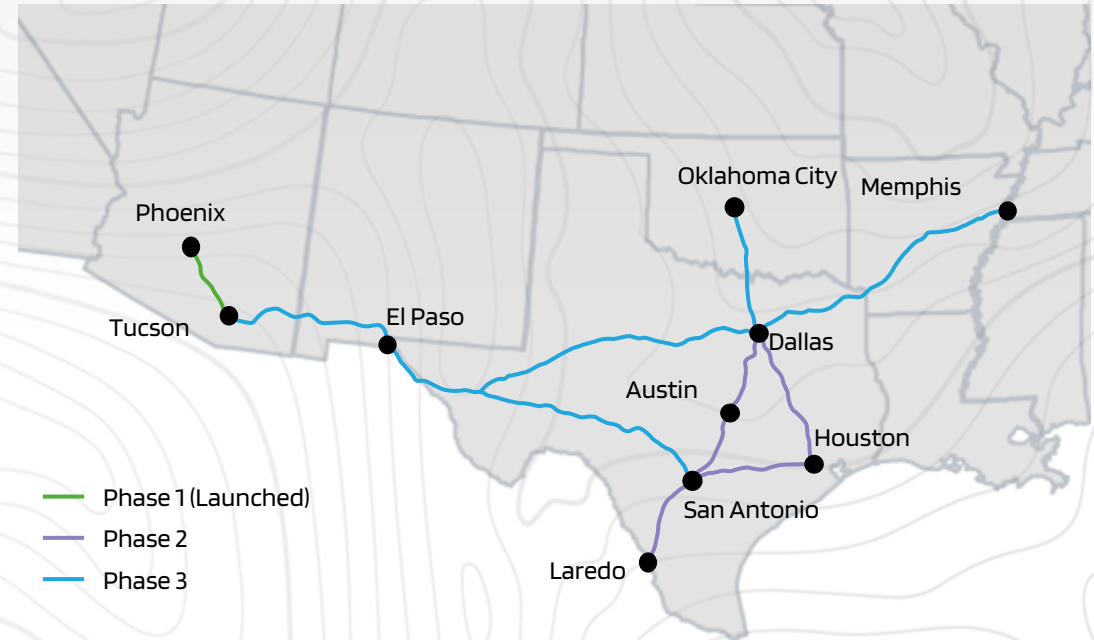 Oklahoma City
Memphis
Phoenix
El Paso
Tucson
Dallas
Austin
Houston
San Antonio
Laredo
Phase 1 (Launched)
Phase 2
Phase 3